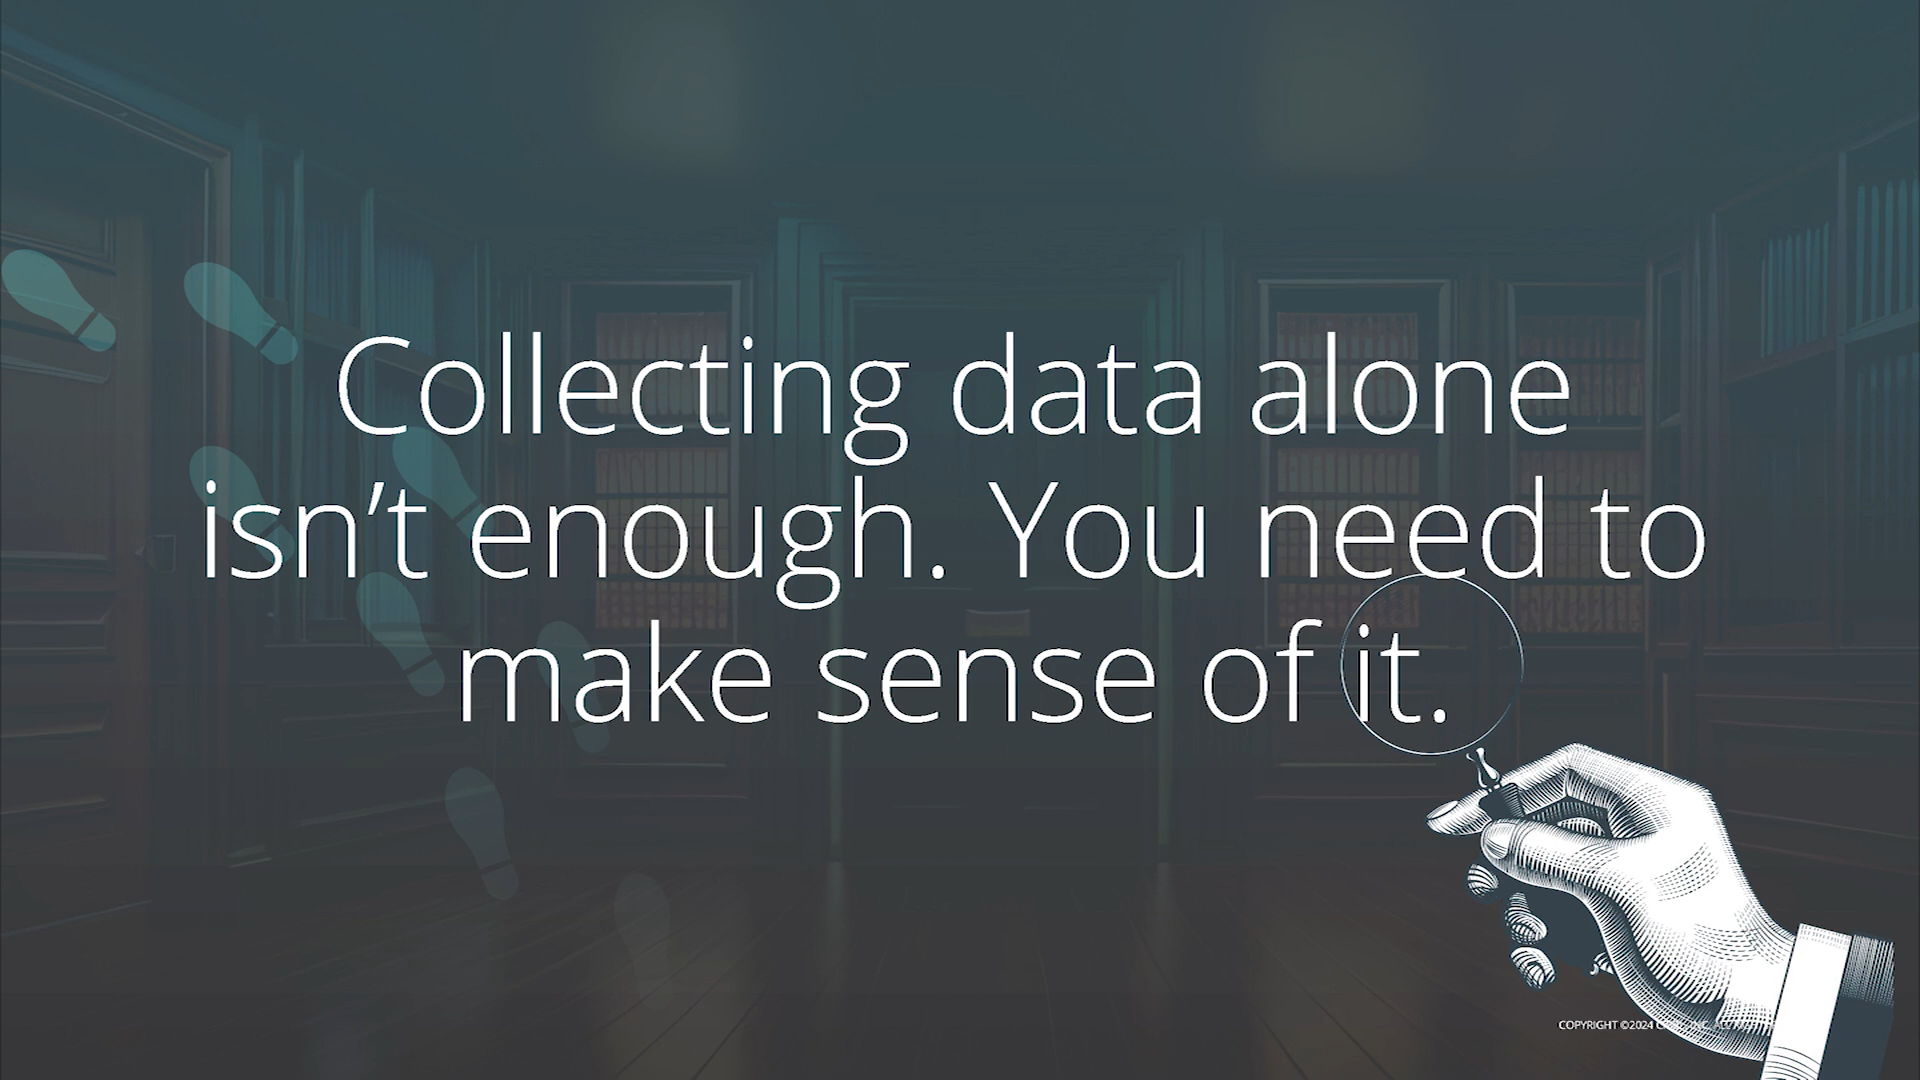 Collecting data alone
isn’t enough. You need to
make sense of it.
COPYRIGHT ©2024